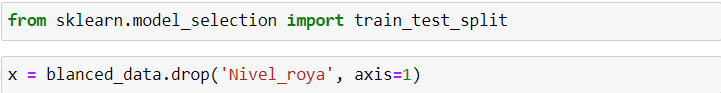 from sklearn.model_selection import train_test_split
x = blanced_data.drop('Nivel_roya', axis=1)